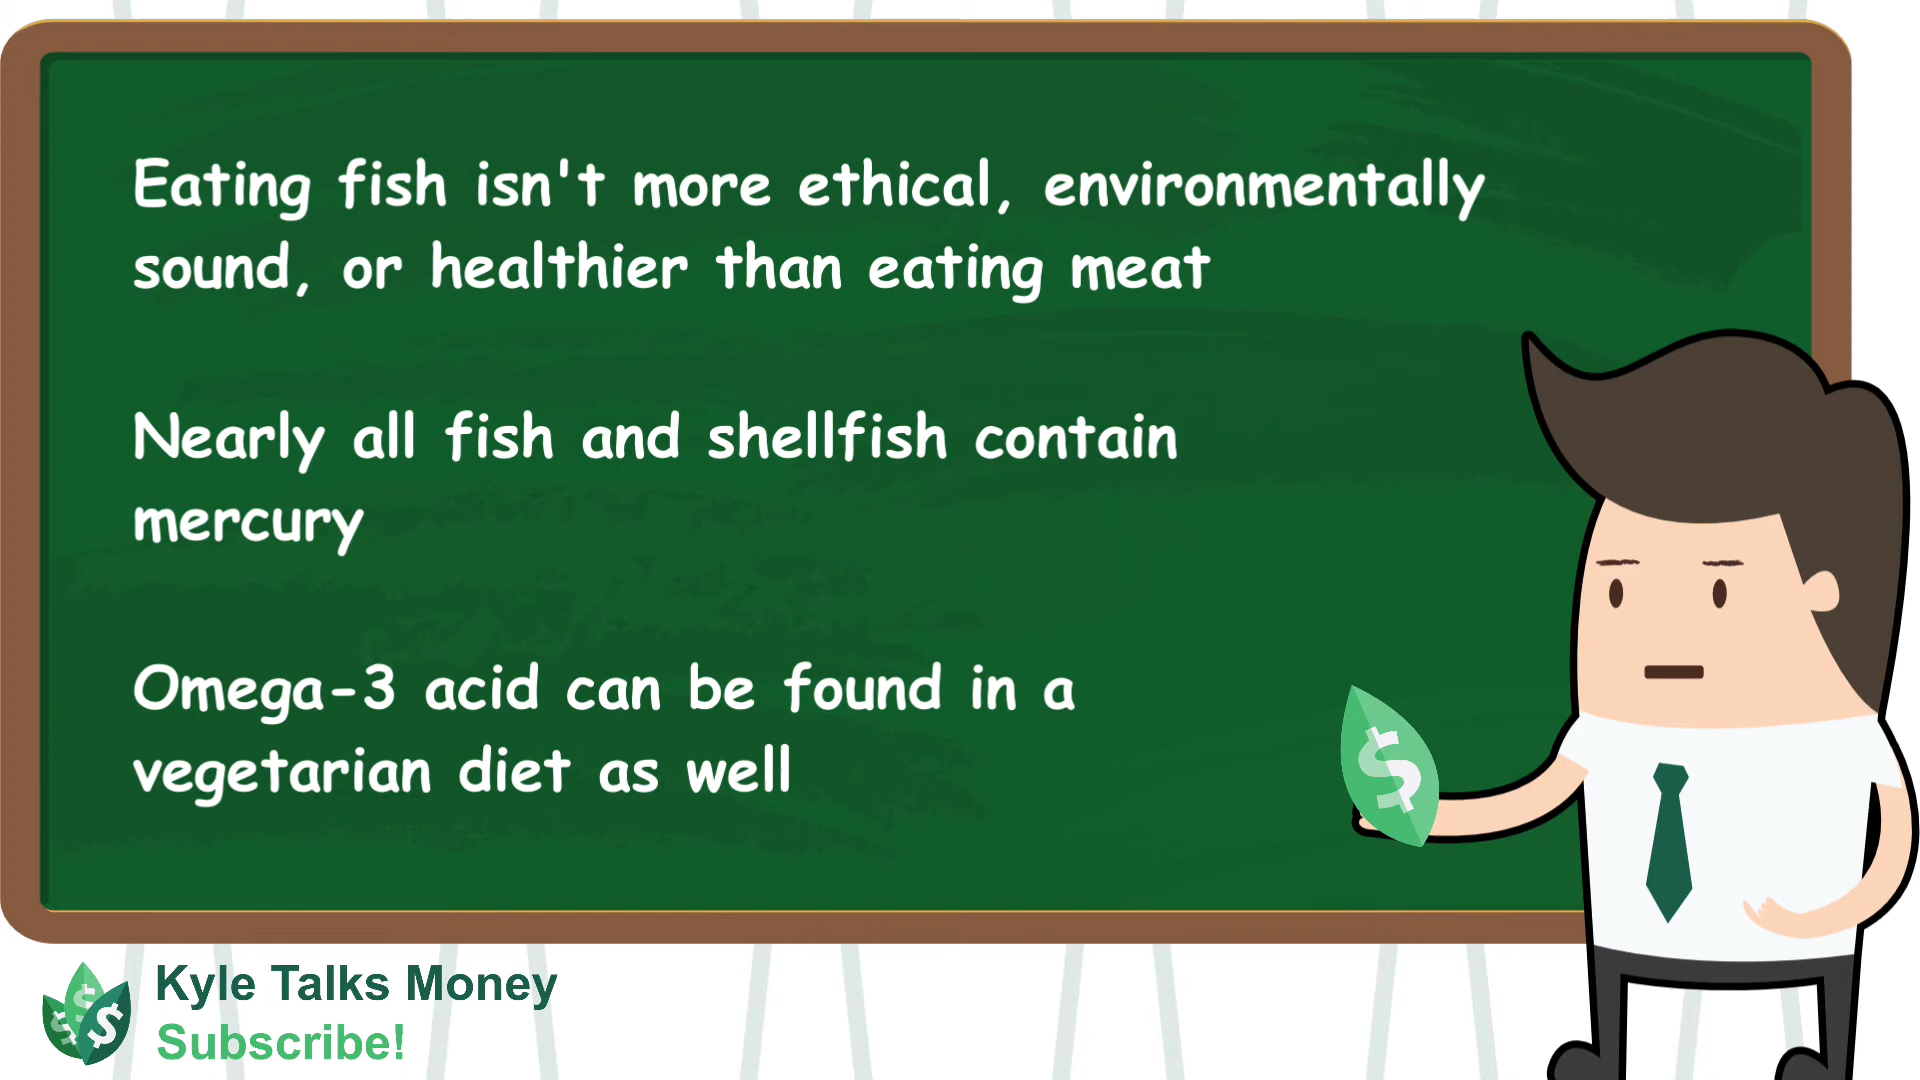 Eating fish isn't more ethical, environmentally
sound, or healthier than eating meat
Nearly all fish and shellfish contain
mercury
Omega-3 acid can be found in a
vegetarian diet as well
$
Kyle Talks Money
Subscribe!
$ $ $